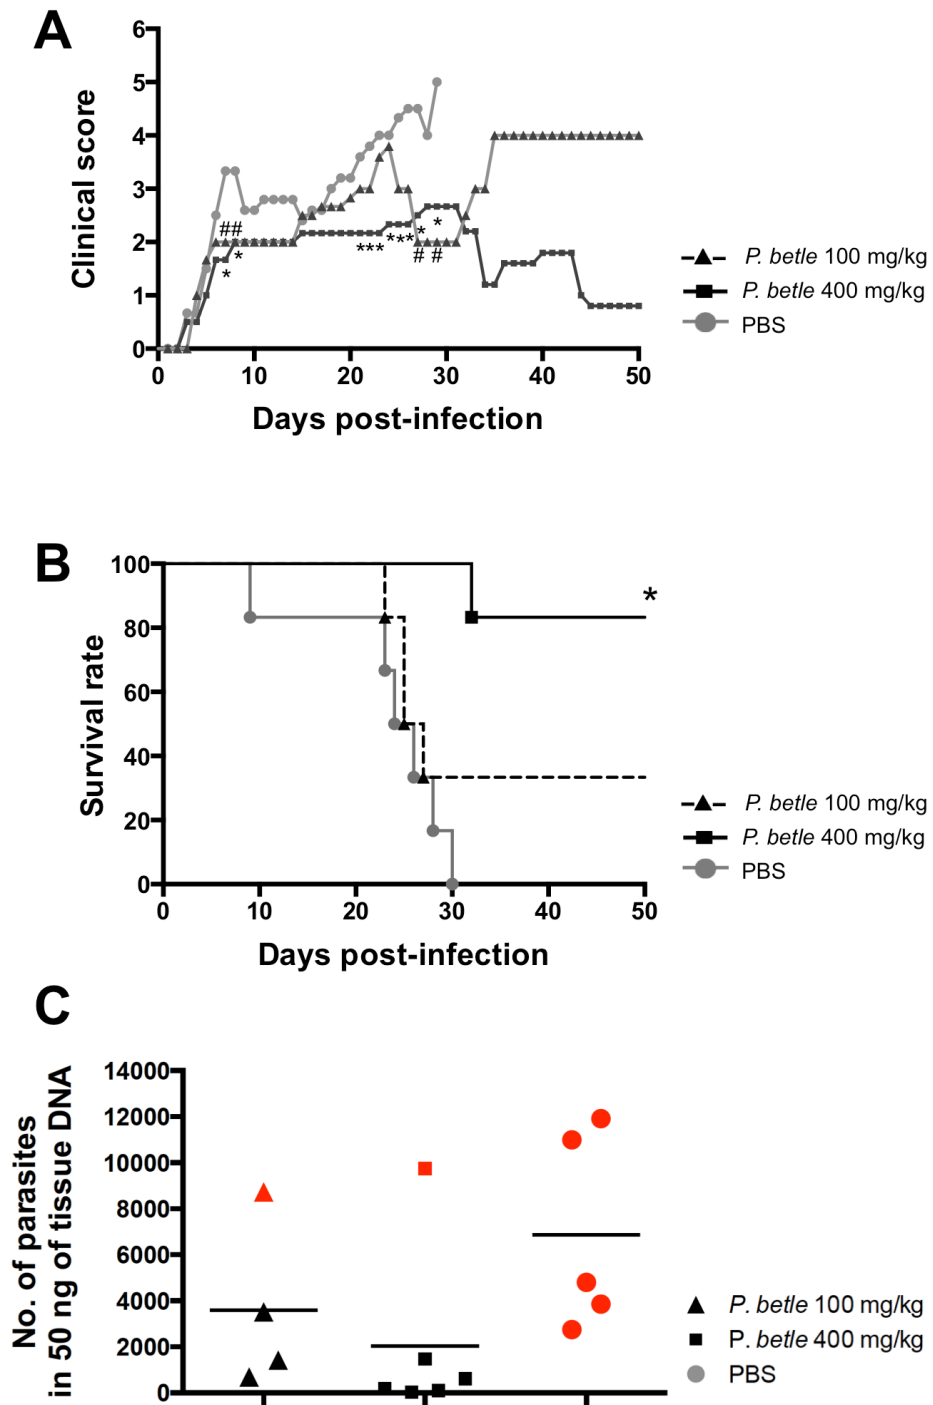 A
Clinical score
6
5
4
3
2
1
0
##
*
*
***
***
*
*
# #
0 10 20 30 40 50
Days post-infection
P. betle 100 mg/kg
P. betle 400 mg/kg
PBS
B
Survival rate
100
80
60
40
20
0
*
0 10 20 30 40 50
Days post-infection
P. betle 100 mg/kg
P. betle 400 mg/kg
PBS
C
No. of parasites
in 50 ng of tissue DNA
14000
12000
10000
8000
6000
4000
2000
0
P. betle 100 mg/kg
P. betle 400 mg/kg
PBS